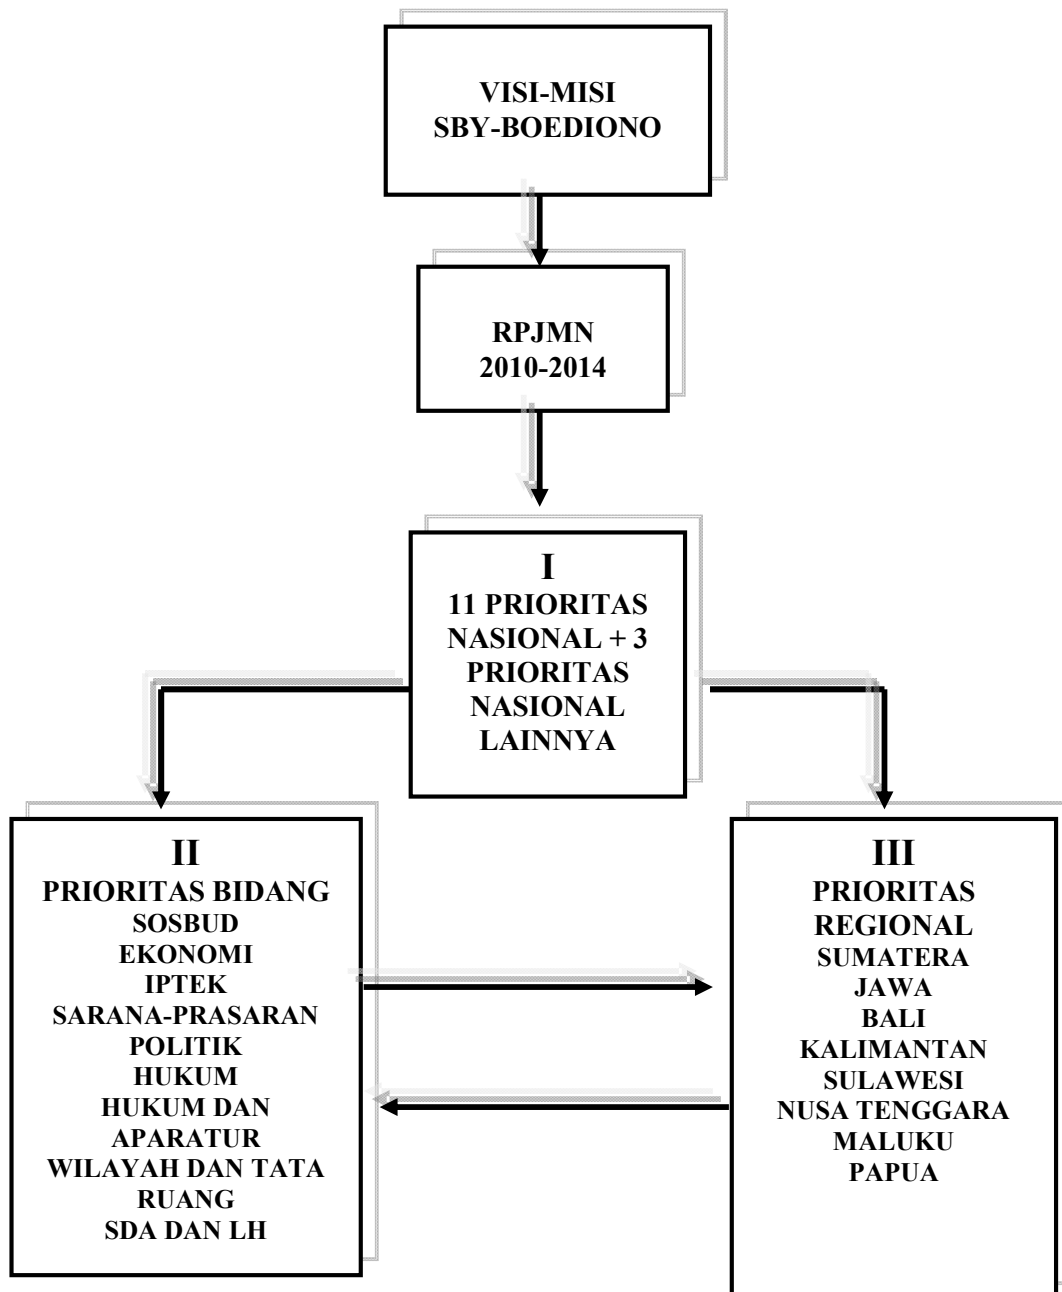 VISI-MISI
SBY-BOEDIONO
RPJMN
2010-2014
I
11 PRIORITAS
NASIONAL + 3
PRIORITAS
NASIONAL
LAINNYA
II
PRIORITAS BIDANG
SOSBUD
EKONOMI
IPTEK
SARANA-PRASARAN
POLITIK
HUKUM
HUKUM DAN
APARATUR
WILAYAH DAN TATA
RUANG
SDA DAN LH
III
PRIORITAS
REGIONAL
SUMATERA
JAWA
BALI
KALIMANTAN
SULAWESI
NUSA TENGGARA
MALUKU
PAPUA